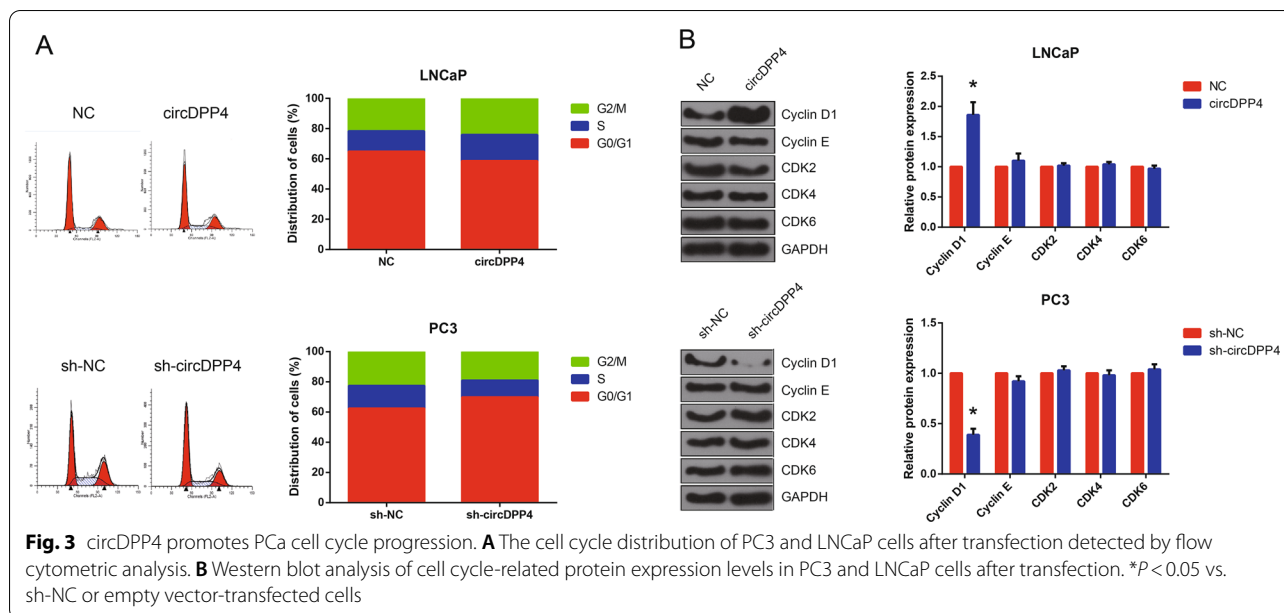 A
NC
circDPP4
LNCaP
Distribution of cells (%)
100
80
60
40
20
0
NC
circDPP4
G2/M
S
G0/G1
sh-NC
sh-circDPP4
PC3
Distribution of cells (%)
100
80
60
40
20
0
sh-NC
sh-circDPP4
G2/M
S
G0/G1
B
NC
circDPP4
Cyclin D1
Cyclin E
CDK2
CDK4
CDK6
GAPDH
LNCaP
Relative protein expression
2.5
2.0
1.5
1.0
0.5
0.0
*
Cyclin D1
Cyclin E
CDK2
CDK4
CDK6
NC
circDPP4
sh-NC
sh-circDPP4
Cyclin D1
Cyclin E
CDK2
CDK4
CDK6
GAPDH
PC3
Relative protein expression
1.5
1.0
0.5
0.0
*
Cyclin D1
Cyclin E
CDK2
CDK4
CDK6
sh-NC
sh-circDPP4
Fig. 3 circDPP4 promotes PCa cell cycle progression. A The cell cycle distribution of PC3 and LNCaP cells after transfection detected by flow
cytometric analysis. B Western blot analysis of cell cycle-related protein expression levels in PC3 and LNCaP cells after transfection. *P < 0.05 vs.
sh-NC or empty vector-transfected cells